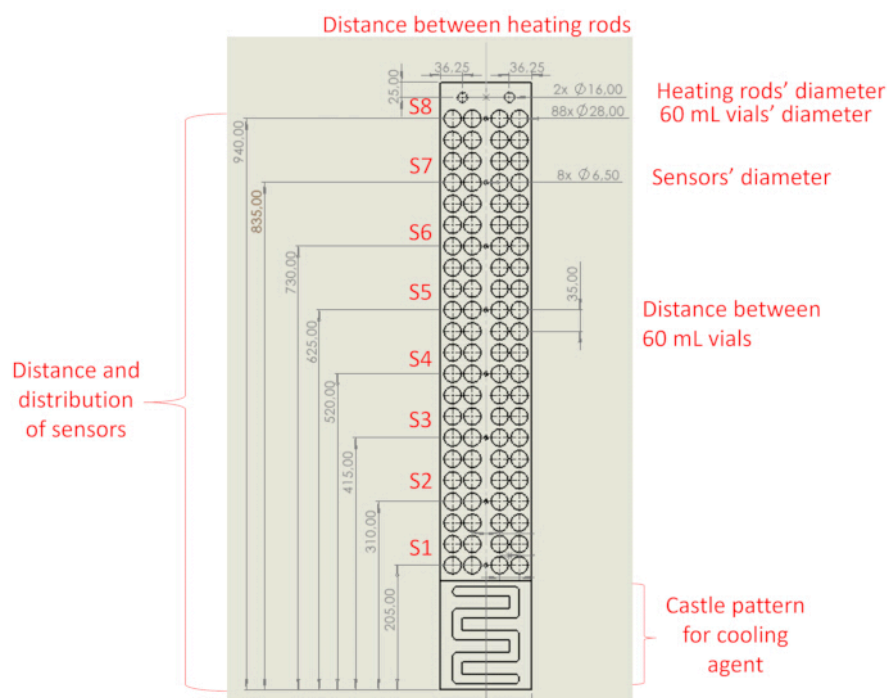 Distance between heating rods
36.25
36.25
25.00
2x Ø16,00
Heating rods' diameter
S8
88x Ø28,00
60 mL vials' diameter
940.00
S7
8x Ø6,50
Sensors' diameter
835.00
S6
730.00
S5
35.00
Distance between
60 mL vials
625.00
S4
Distance and
distribution
of sensors
520.00
S3
415.00
S2
310.00
S1
205.00
Castle pattern
for cooling
agent